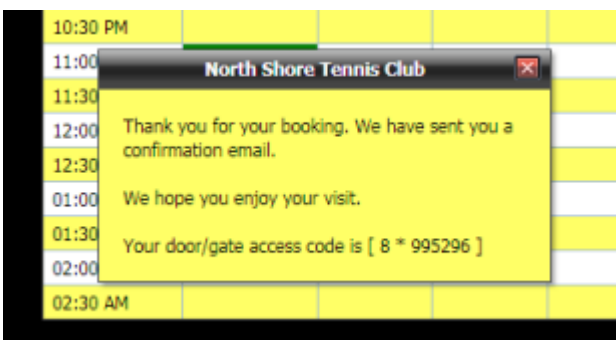 10:30 PM
11:00
North Shore Tennis Club
11:30
12:00
Thank you for your booking. We have sent you a
confirmation email.
12:30
01:00
We hope you enjoy your visit.
01:30
Your door/gate access code is [ 8 * 995296 ]
02:00
02:30 AM